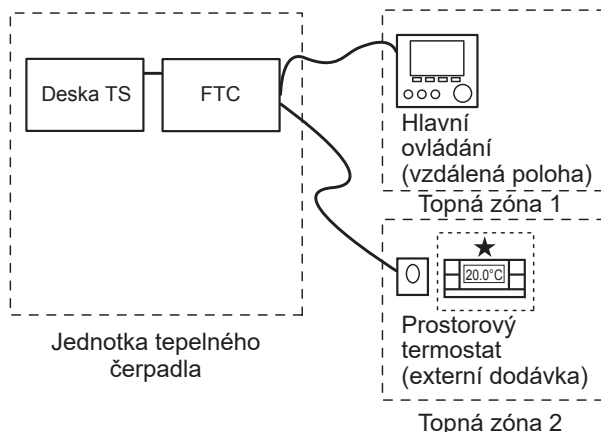 Deska TS
FTC
Hlavní
ovládání
(vzdálená poloha)
Topná zóna 1
20.0°C
Prostorový
termostat
(externí dodávka)
Topná zóna 2
Jednotka tepelného
čerpadla